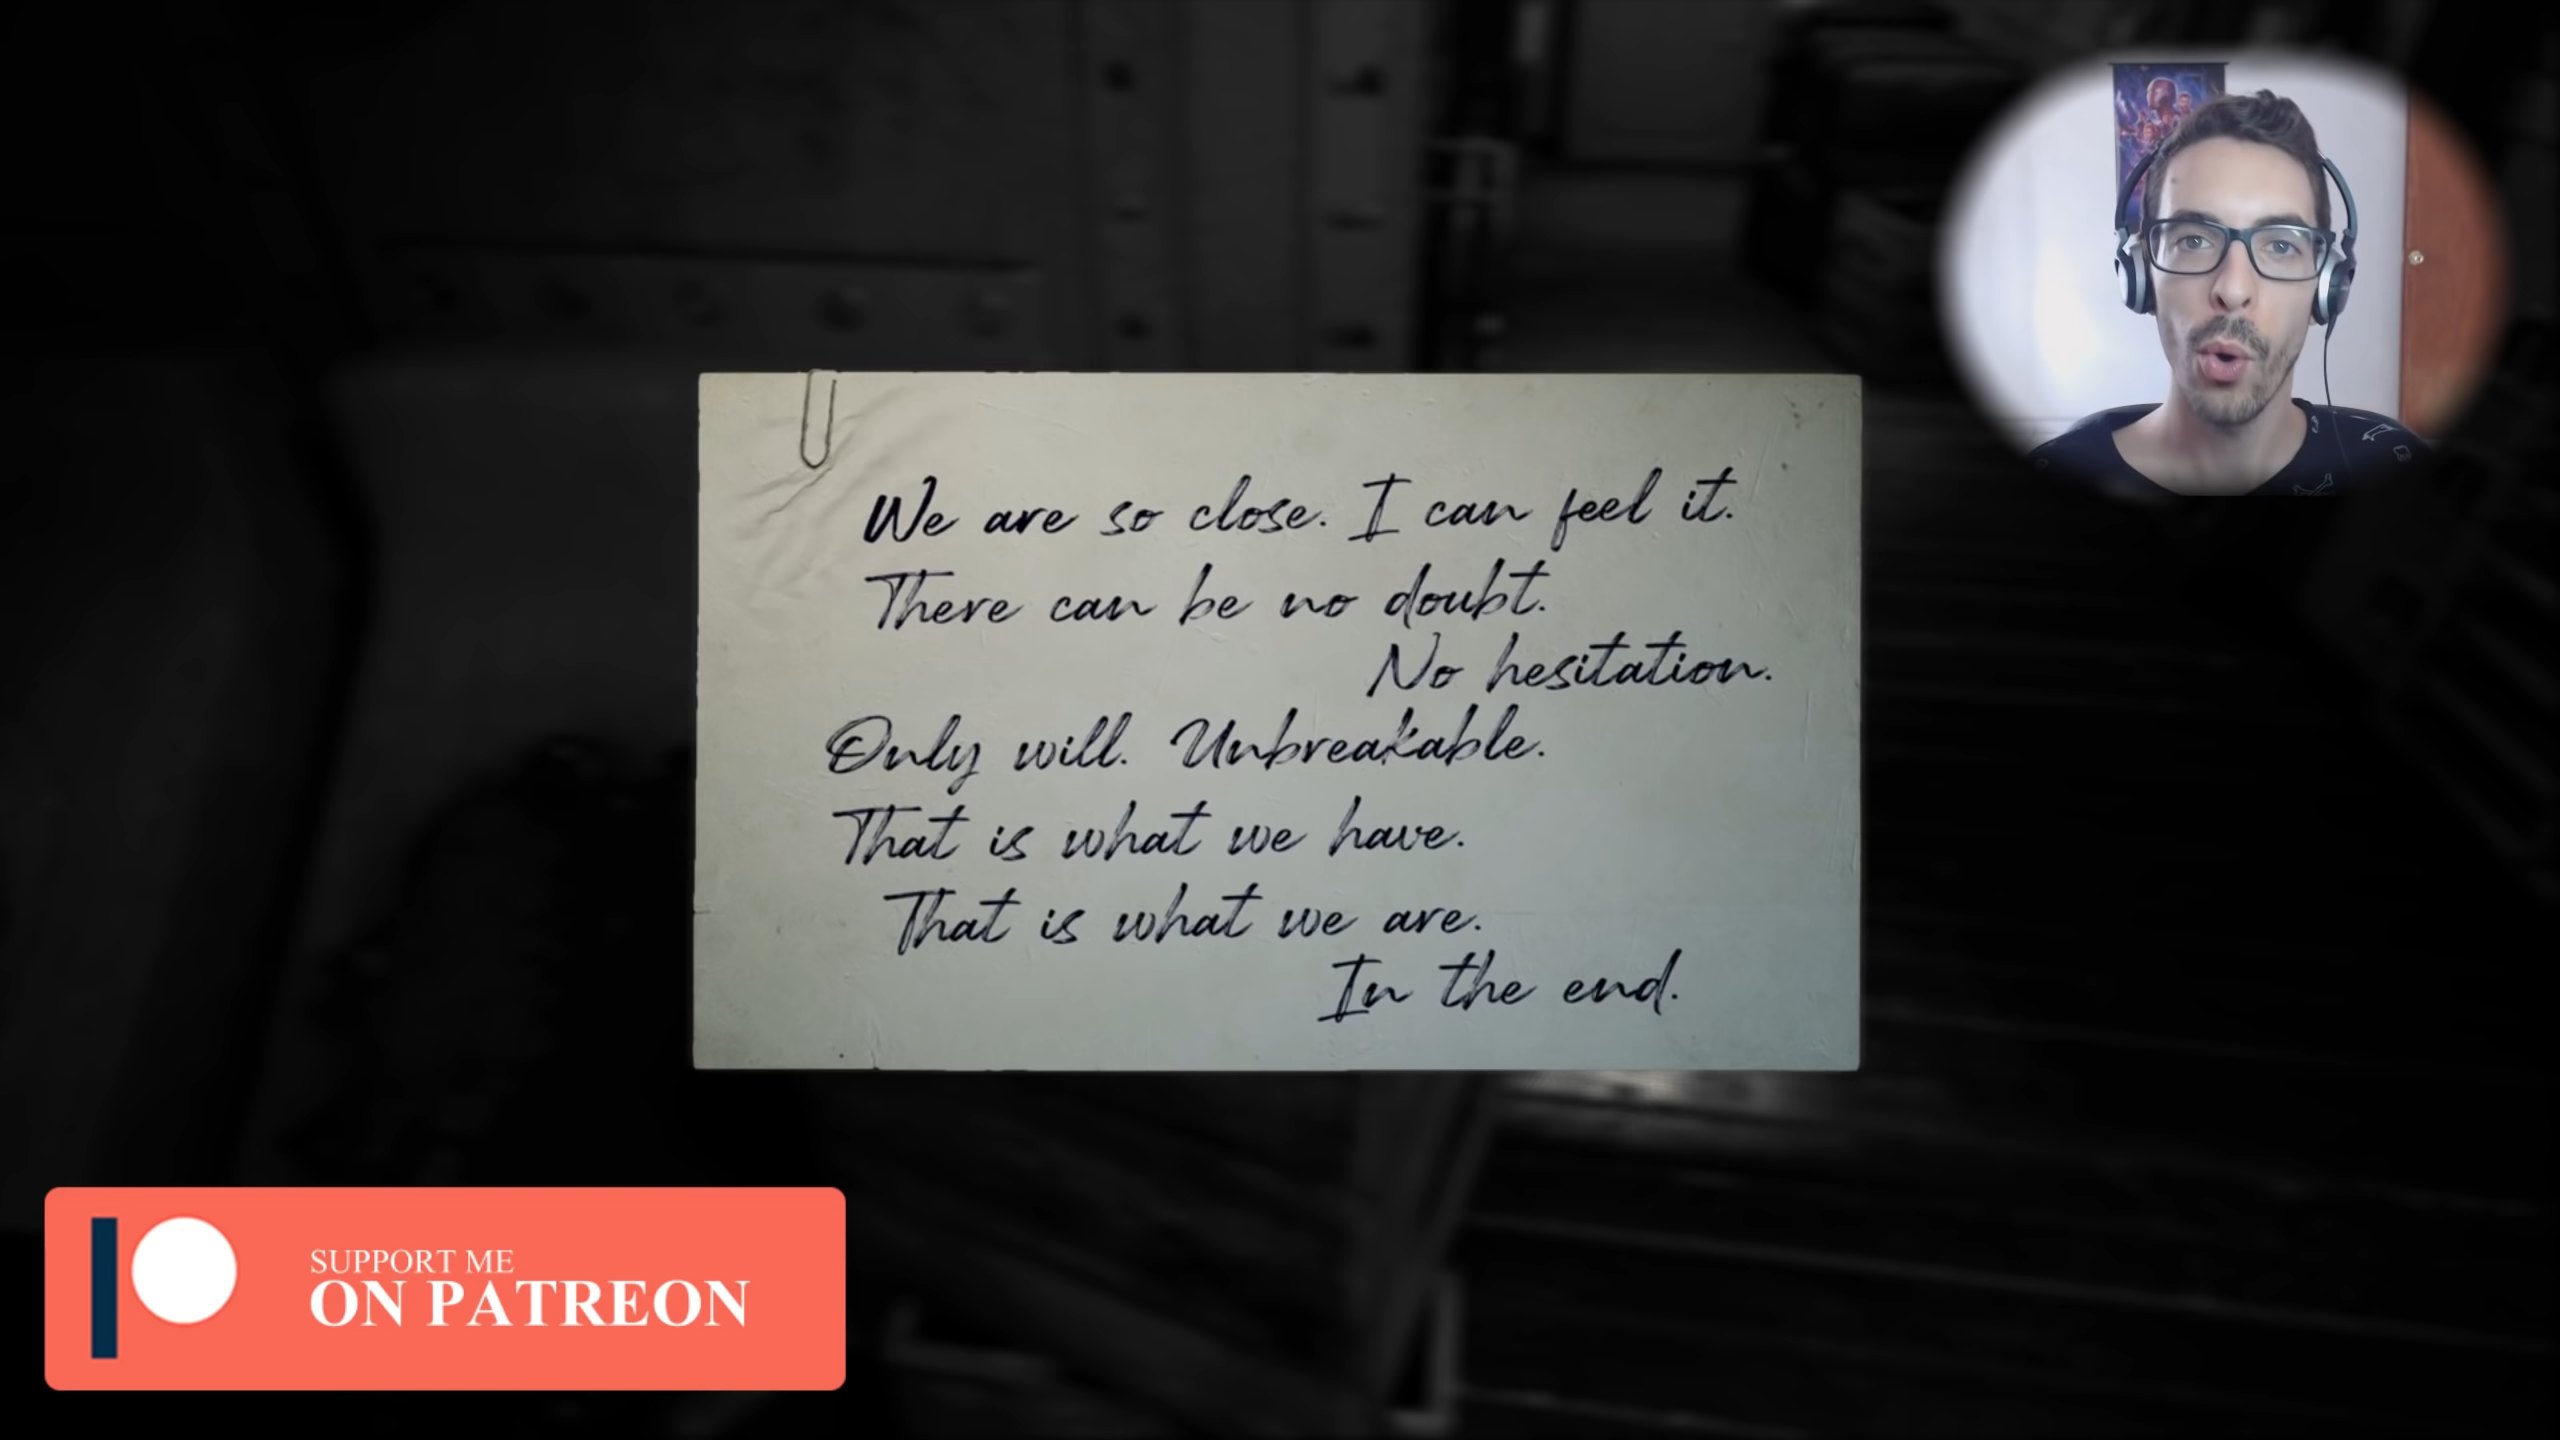 We are so close. I can feel it.
There can be no doubt.
No hesitation.
Only will. Unbreakable.
That is what we have.
That is what we are.
In the end.
SUPPORT ME
ON PATREON